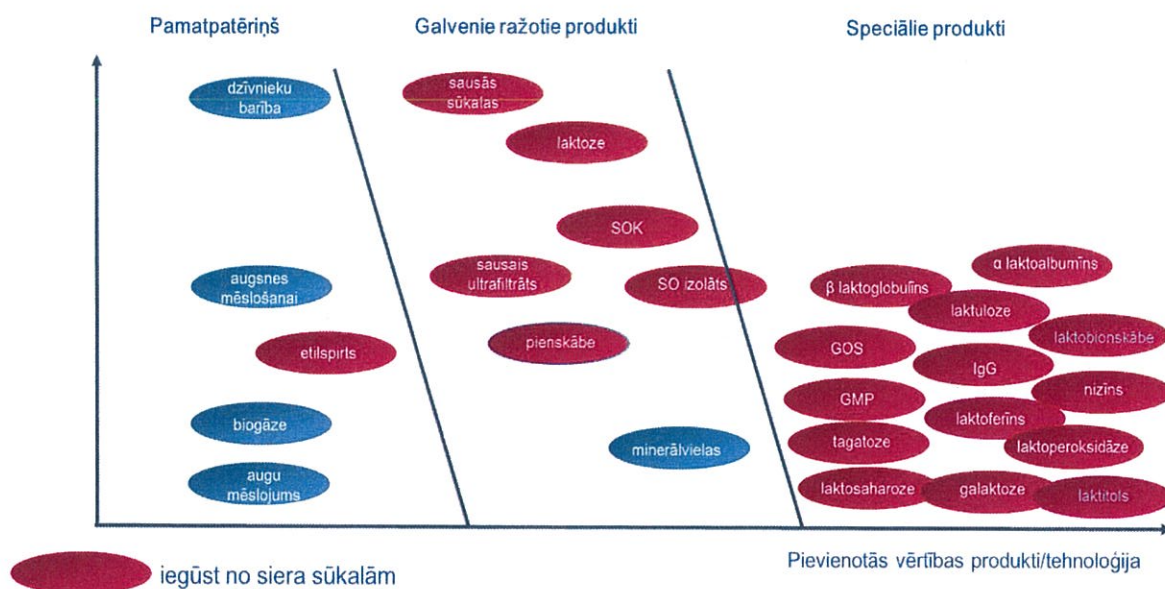 Pamatpatēriņš
Galvenie ražotie produkti
Speciālie produkti
dzīvnieku
barība
sausās
sūkalas
laktoze
SOK
augsnes
mēslošanai
sausais
ultrafiltrāts
SO izolāts
etilspirts
pienskābe
biogāze
minerālvielas
augu
mēslojums
α laktoalbumīns
β laktoglobulīns
laktuloze
laktobionskābe
GOS
IgG
nizīns
GMP
laktoferīns
tagatoze
laktoperoksidāze
laktosaharoze
galaktoze
laktitols
Pievienotās vērtības produkti/tehnoloģija
iegūst no siera sūkalām